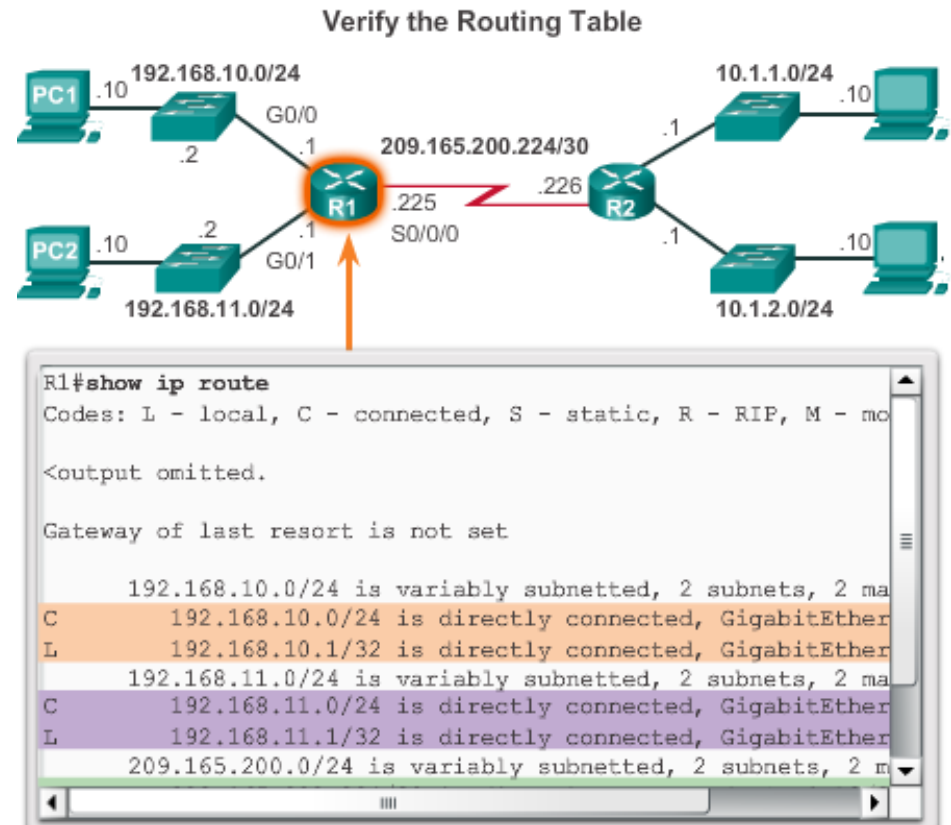 Verify the Routing Table
192.168.10.0/24
10.1.1.0/24
PC1
.10
.10
G0/0
.1
.1
.2
209.165.200.224/30
.226
R1
.225
R2
S0/0/0
PC2
.10
.2
.1
G0/1
.1
.10
192.168.11.0/24
10.1.2.0/24
R1#show ip route
Codes: L - local, C - connected, S - static, R - RIP, M - mo
<output omitted.
Gateway of last resort is not set
192.168.10.0/24 is variably subnetted, 2 subnets, 2 ma
C 192.168.10.0/24 is directly connected, GigabitEther
L 192.168.10.1/32 is directly connected, GigabitEther
192.168.11.0/24 is variably subnetted, 2 subnets, 2 ma
C 192.168.11.0/24 is directly connected, GigabitEther
L 192.168.11.1/32 is directly connected, GigabitEther
209.165.200.0/24 is variably subnetted, 2 subnets, 2 m